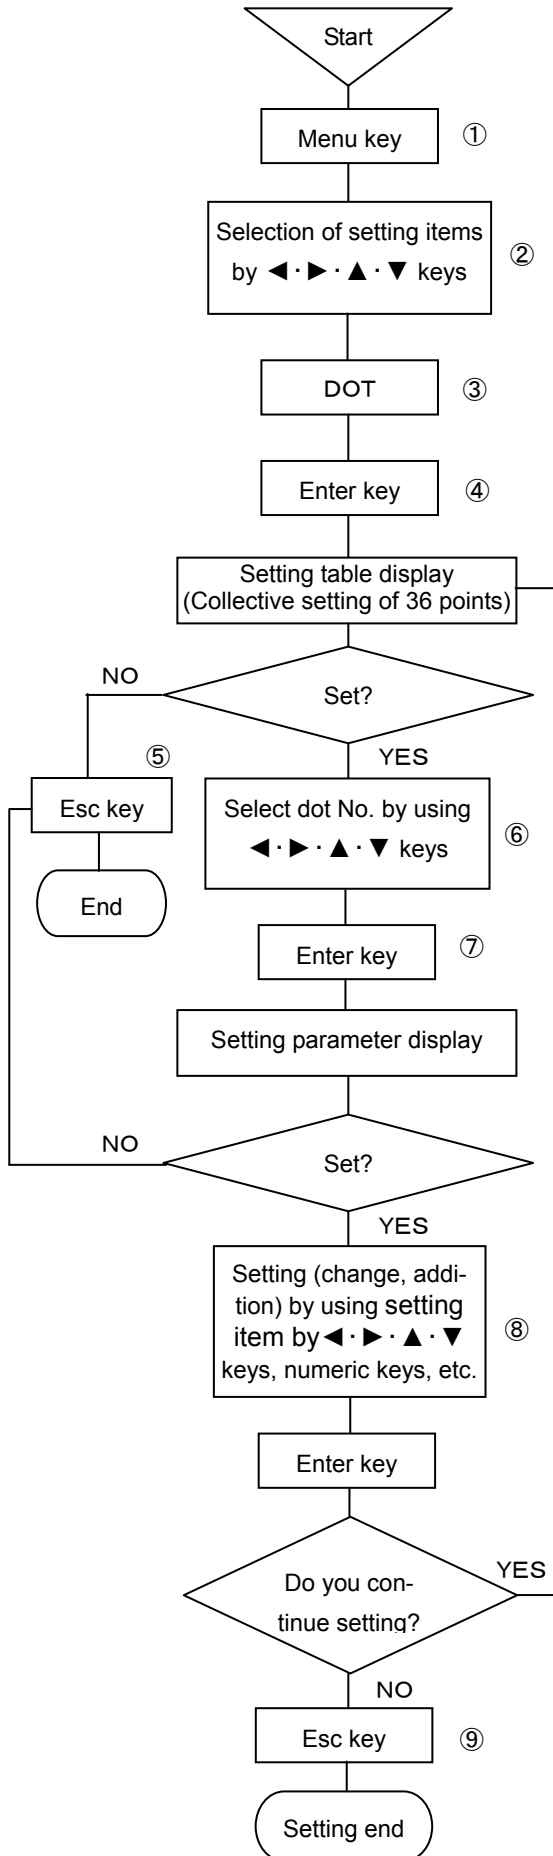 Start
Menu key ①
Selection of setting items
by ◄·►·▲·▼ keys
②
DOT ③
Enter key ④
Setting table display
(Collective setting of 36 points)
NO
Set?
YES
⑤
Esc key
End
Select dot No. by using
◄·►·▲·▼ keys
⑥
Enter key ⑦
Setting parameter display
NO
Set?
YES
Setting (change, addi-
tion) by using setting
item by◄·►·▲·▼
keys, numeric keys, etc.
⑧
Enter key
YES
Do you con-
tinue setting?
NO
Esc key ⑨
Setting end